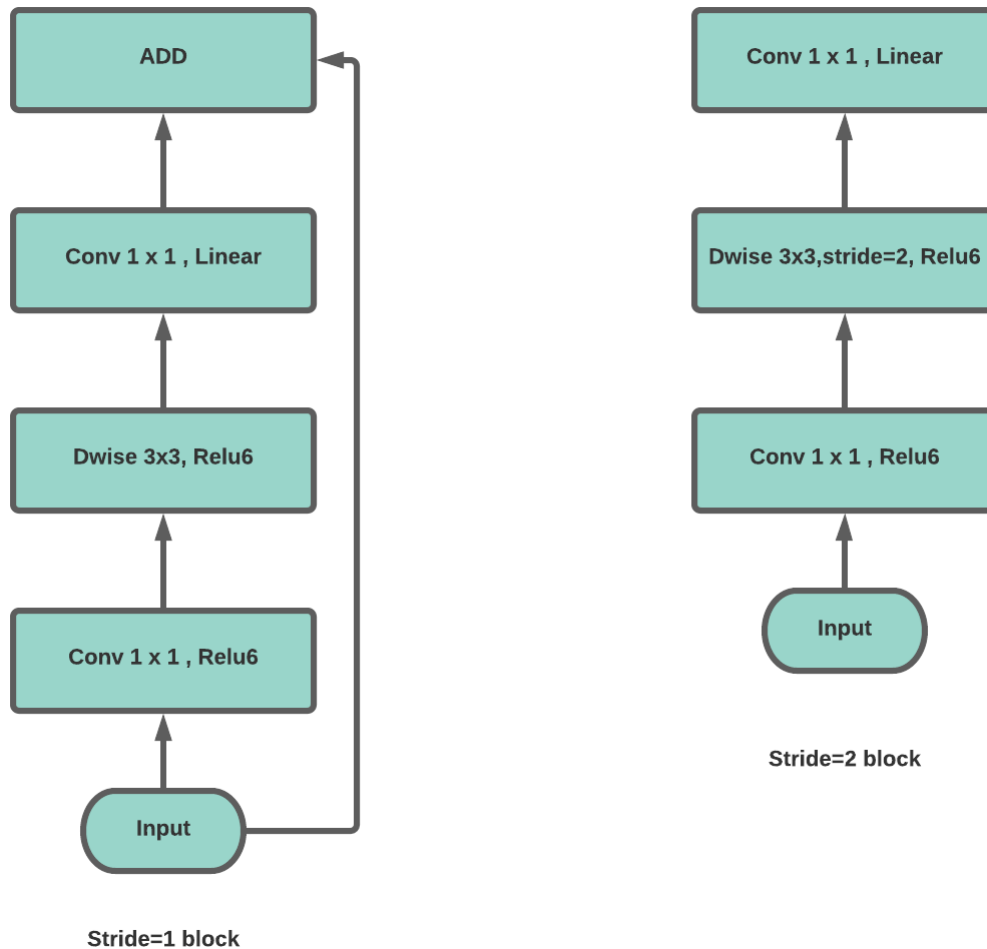 ADD
Conv 1 x 1 , Linear
Dwise 3x3, Relu6
Conv 1 x 1 , Relu6
Input
Stride=1 block
Conv 1 x 1 , Linear
Dwise 3x3,stride=2, Relu6
Conv 1 x 1 , Relu6
Input
Stride=2 block